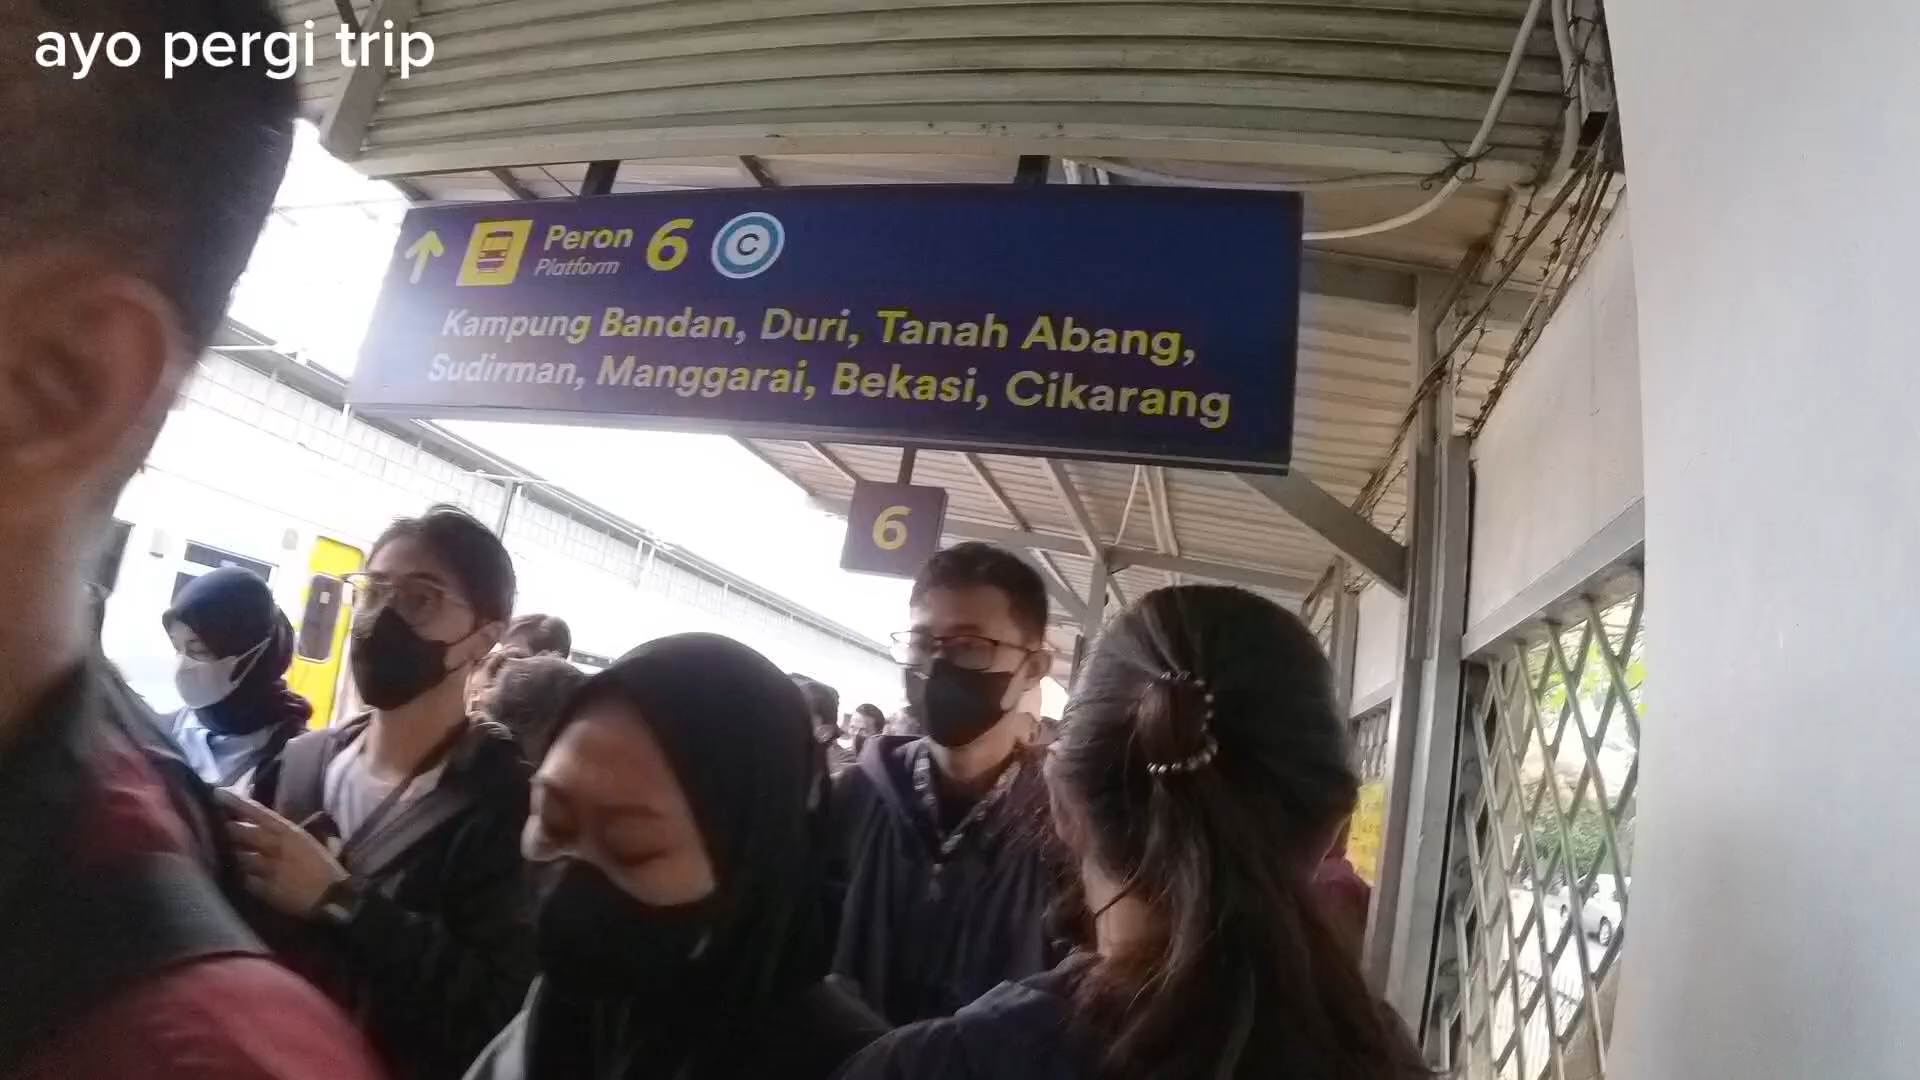 ayo pergi trip
Peron 6 C
Platform
Kampung Bandan, Duri, Tanah Abang,
Sudirman, Manggarai, Bekasi, Cikarang
6